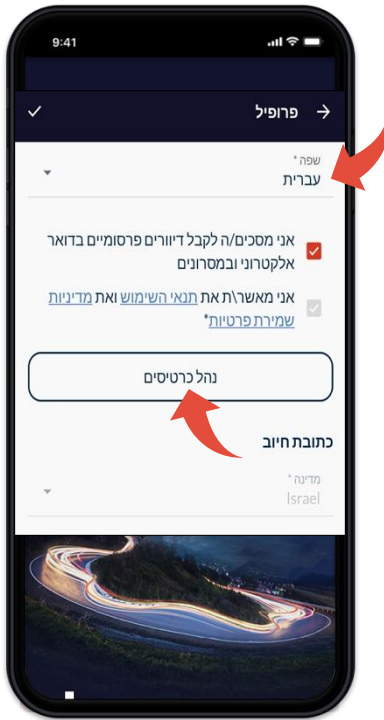 9:41
פרופיל
שפה *
עברית
אני מסכים/ה לקבל דיוורים פרסומיים בדואר
אלקטרוני ובמסרונים
אני מאשר\ת את תנאי השימוש ואת מדיניות
שמירת פרטיות*
נהל כרטיסים
כתובת חיוב
מדינה *
Israel